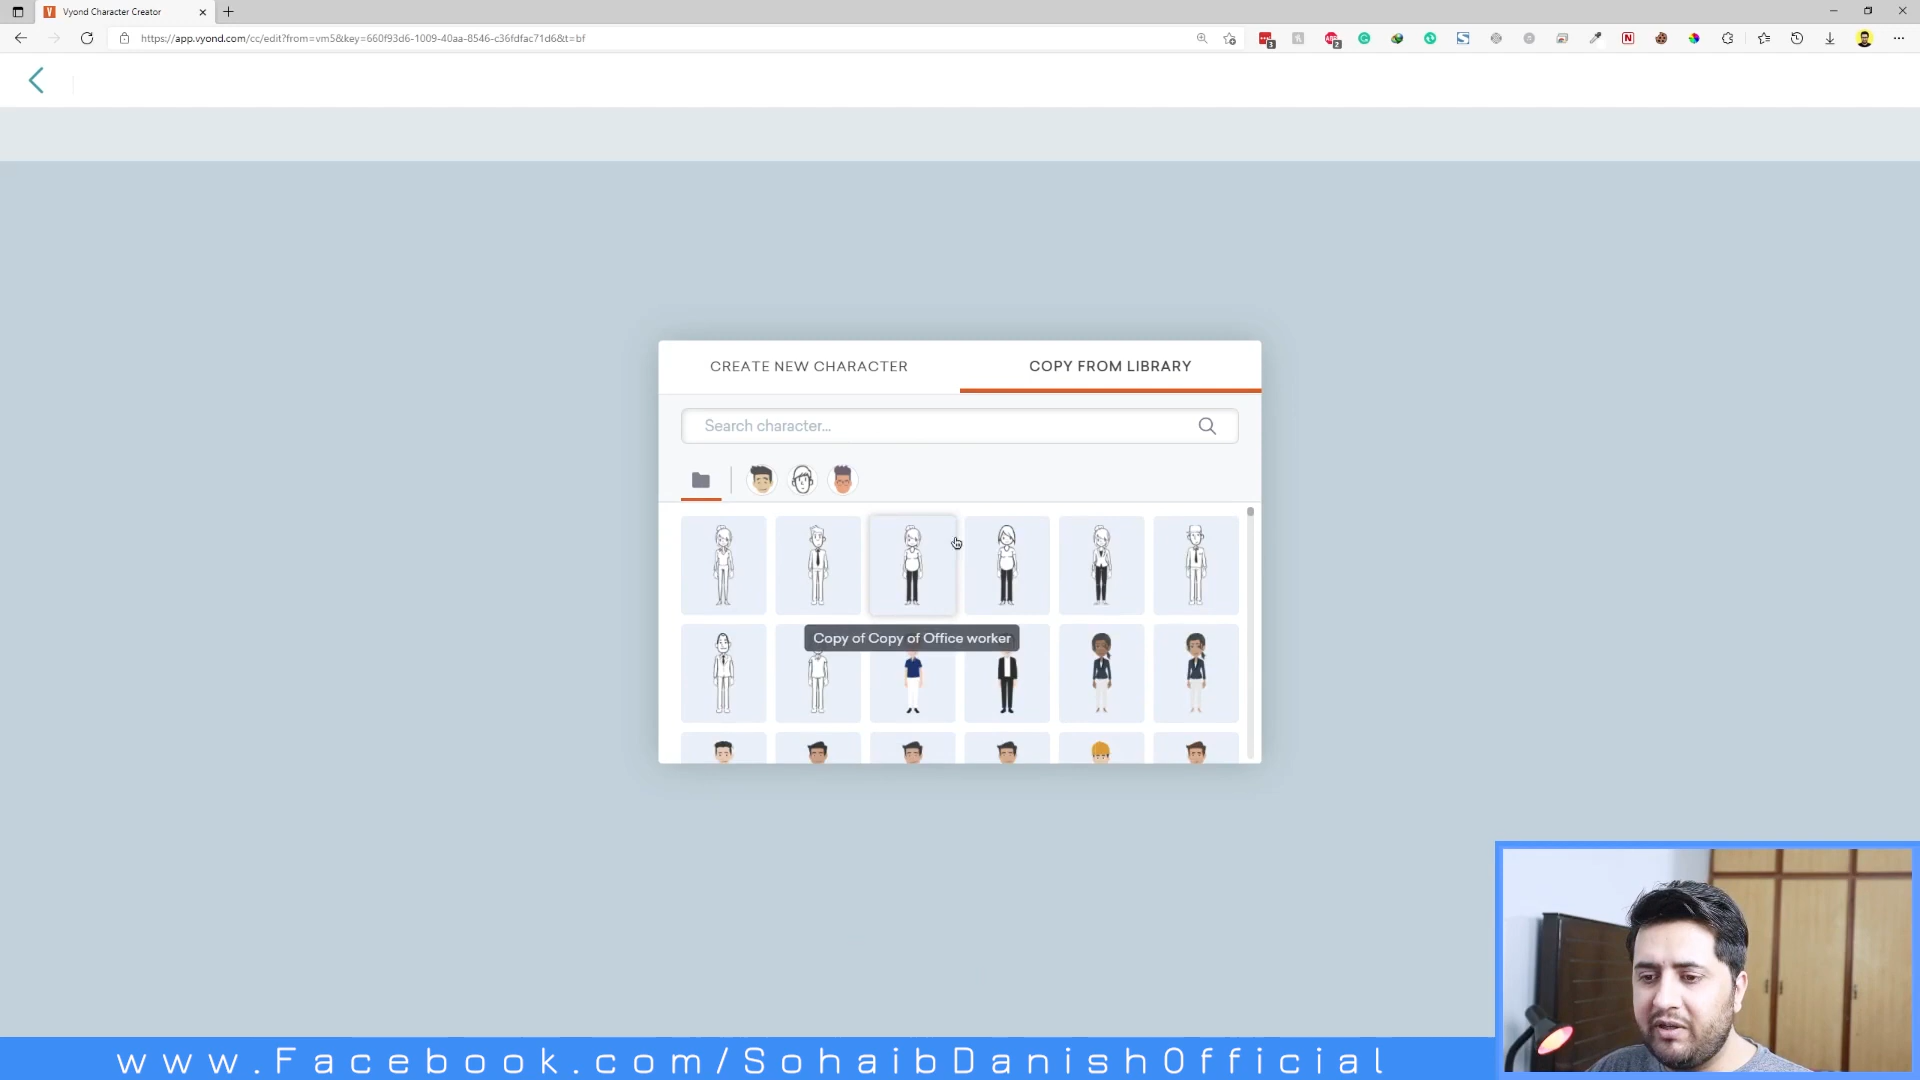 Vyond Character Creator
https://app.vyond.com/cc/edit?from=vm5&key=660f93d6-1009-40aa-8546-c36fdfac71d6&t=bf
CREATE NEW CHARACTER
COPY FROM LIBRARY
Search character...
Copy of Copy of Office worker
www.Facebook.com/SohaibDanishOfficial